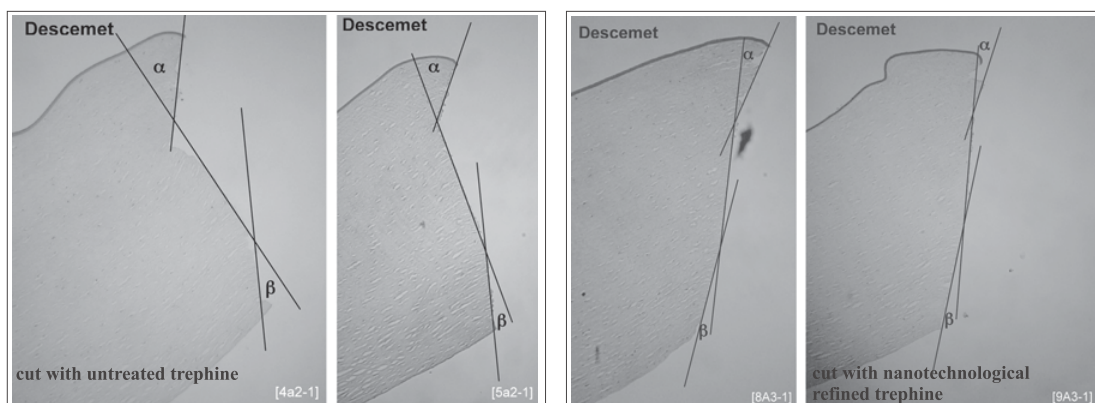 Descemet
α
β
cut with untreated trephine
[4a2-1]
Descemet
α
β
[5a2-1]
Descemet
α
β
[8A3-1]
Descemet
α
β
cut with nanotechnological
refined trephine
[9A3-1]